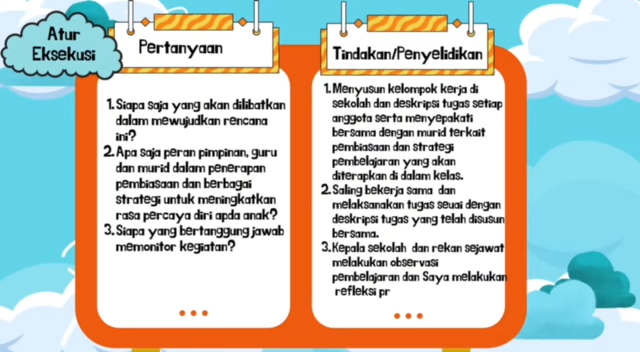 Atur
Eksekusi
Pertanyaan
1. Siapa saja yang akan dilibatkan
dalam mewujudkan rencana
ini?
2. Apa saja peran pimpinan, guru
dan murid dalam penerapan
pembiasaan dan berbagai
strategi untuk meningkatkan
rasa percaya diri apda anak?
3. Siapa yang bertanggung jawab
memonitor kegiatan?
Tindakan/Penyelidikan
1. Menyusun kelompok kerja di
sekolah dan deskripsi tugas setiap
anggota serta menyepakati
bersama dengan murid terkait
pembiasaan dan strategi
pembelajaran yang akan
diterapkan di dalam kelas.
2. Saling bekerja sama dan
melaksanakan tugas seuai dengan
deskripsi tugas yang telah disusun
bersama.
3. Kepala sekolah dan rekan sejawat
melakukan observasi
pembelajaran dan Saya melakukan
refleksi pr